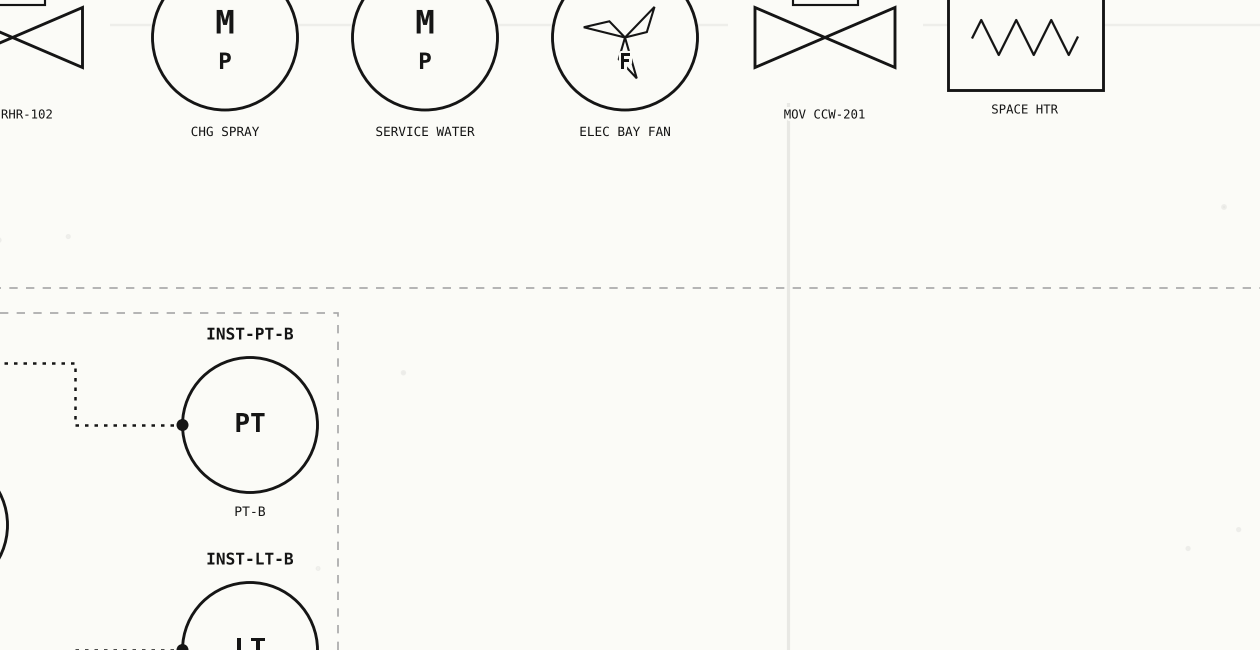 M
P
M
P
F
RHR-102
CHG SPRAY
SERVICE WATER
ELEC BAY FAN
MOV CCW-201
SPACE HTR
INST-PT-B
PT
PT-B
INST-LT-B
LT